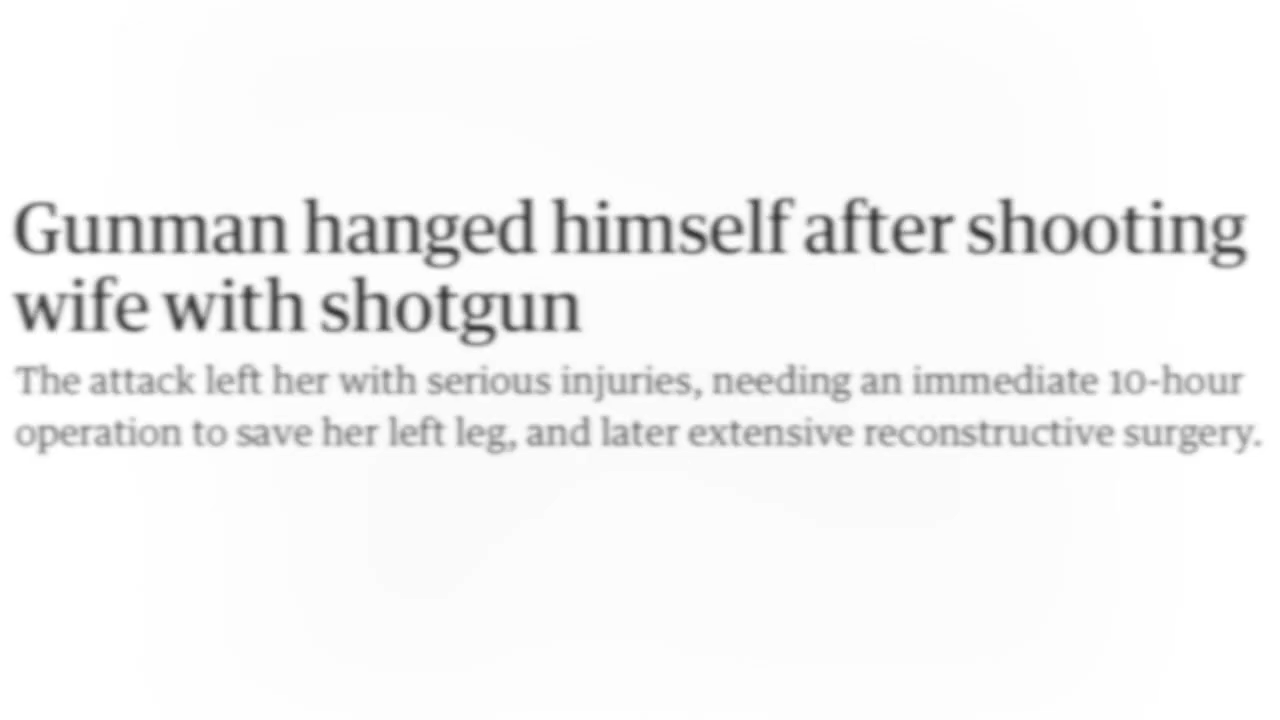 Gunman hanged himself after shooting
wife with shotgun
The attack left her with serious injuries, needing an immediate 10-hour
operation to save her left leg, and later extensive reconstructive surgery.